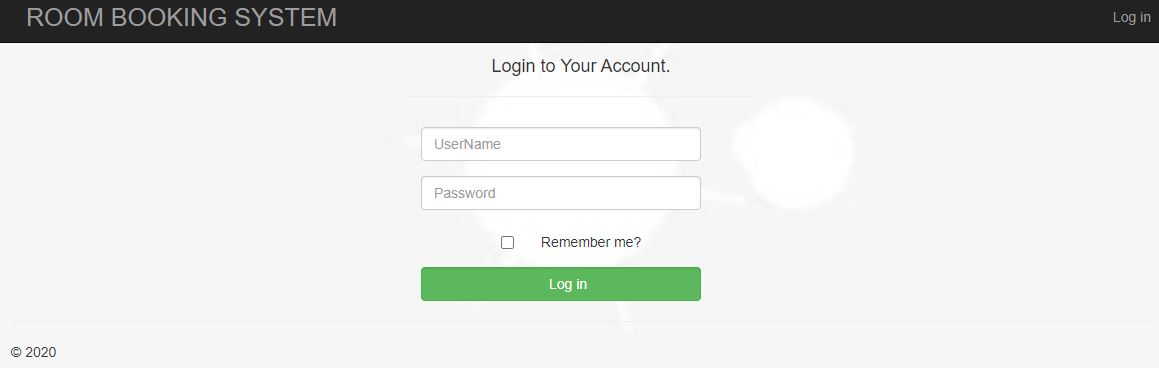 ROOM BOOKING SYSTEM
Log in
Login to Your Account.
UserName
Password
Remember me?
Log in
© 2020